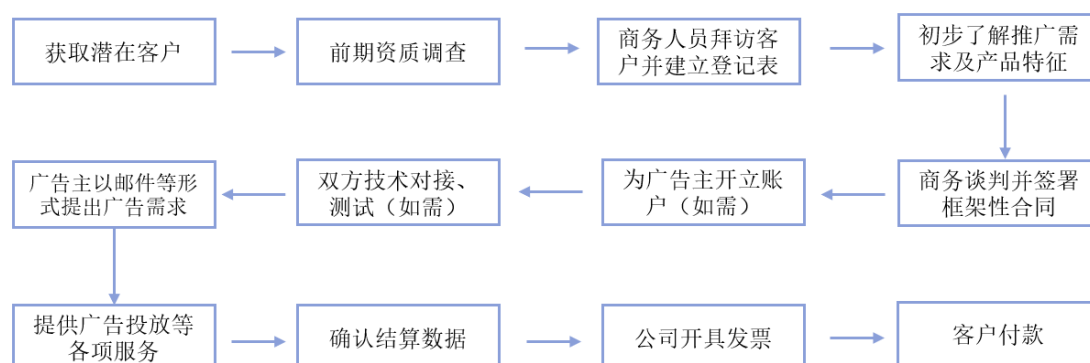 获取潜在客户
前期资质调查
商务人员拜访客
户并建立登记表
初步了解推广需
求及产品特征
商务谈判并签署
框架性合同
为广告主开立账
户（如需）
双方技术对接、
测试（如需）
广告主以邮件等形
式提出广告需求
提供广告投放等
各项服务
确认结算数据
公司开具发票
客户付款